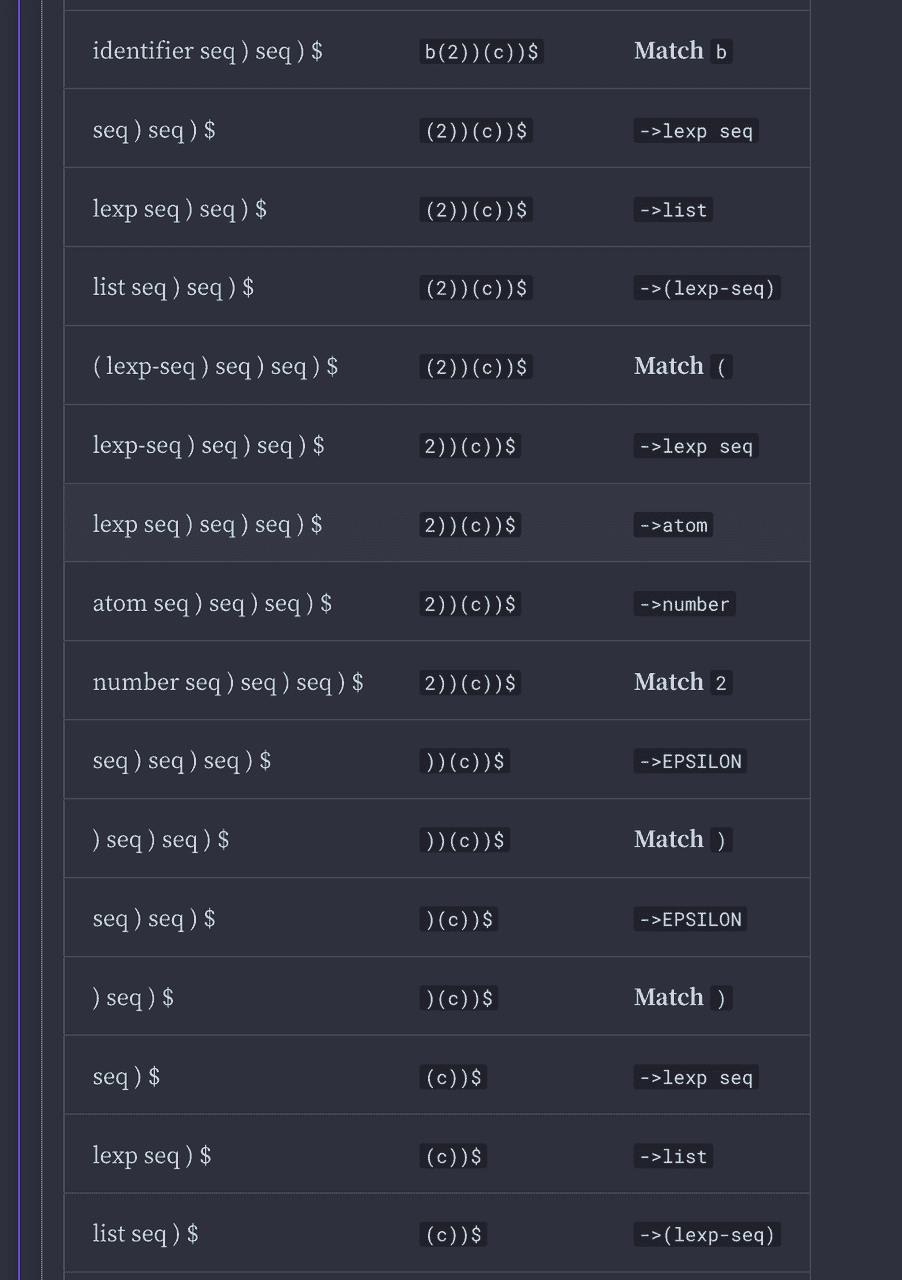 identifier seq ) seq ) $ b(2))(c))$ Match b
seq ) seq ) $ (2))(c))$ ->lexp seq
lexp seq ) seq ) $ (2))(c))$ ->list
list seq ) seq ) $ (2))(c))$ ->(lexp-seq)
( lexp-seq ) seq ) seq ) $ (2))(c))$ Match (
lexp-seq ) seq ) seq ) $ 2))(c))$ ->lexp seq
lexp seq ) seq ) seq ) $ 2))(c))$ ->atom
atom seq ) seq ) seq ) $ 2))(c))$ ->number
number seq ) seq ) seq ) $ 2))(c))$ Match 2
seq ) seq ) seq ) $ ))(c))$ ->EPSILON
) seq ) seq ) $ ))(c))$ Match )
seq ) seq ) $ )(c))$ ->EPSILON
) seq ) $ )(c))$ Match )
seq ) $ (c))$ ->lexp seq
lexp seq ) $ (c))$ ->list
list seq ) $ (c))$ ->(lexp-seq)